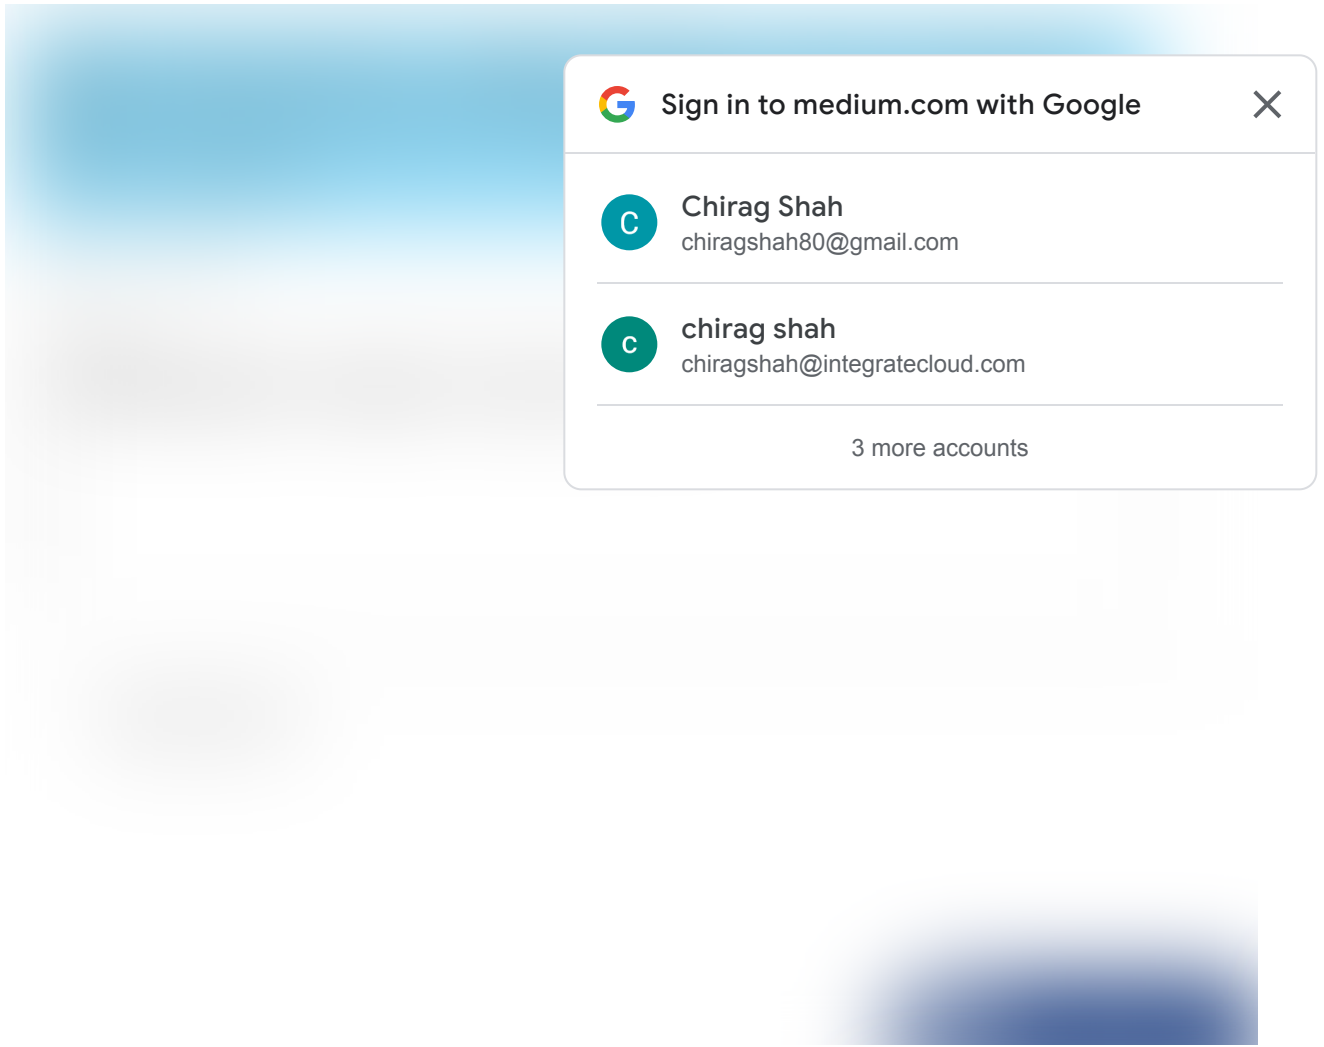 Sign in to medium.com with Google
C
Chirag Shah
chiragshah80@gmail.com
c
chirag shah
chiragshah@integratecloud.com
3 more accounts